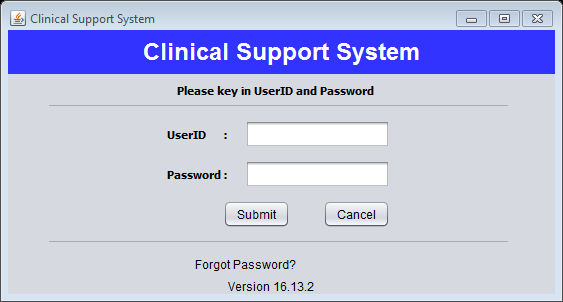 Clinical Support System
Clinical Support System
Please key in UserID and Password
UserID :
Password :
Submit Cancel
Forgot Password?
Version 16.13.2